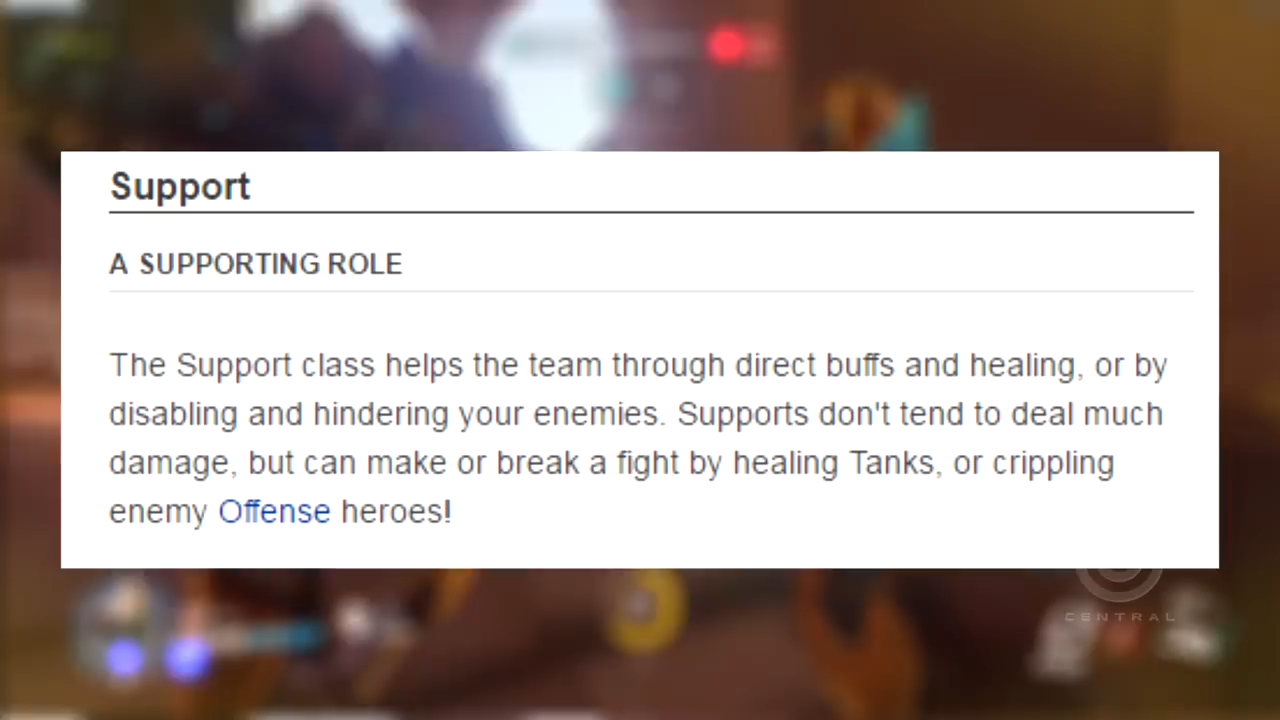 Support
A SUPPORTING ROLE
The Support class helps the team through direct buffs and healing, or by
disabling and hindering your enemies. Supports don't tend to deal much
damage, but can make or break a fight by healing Tanks, or crippling
enemy Offense heroes!
CENTRAL